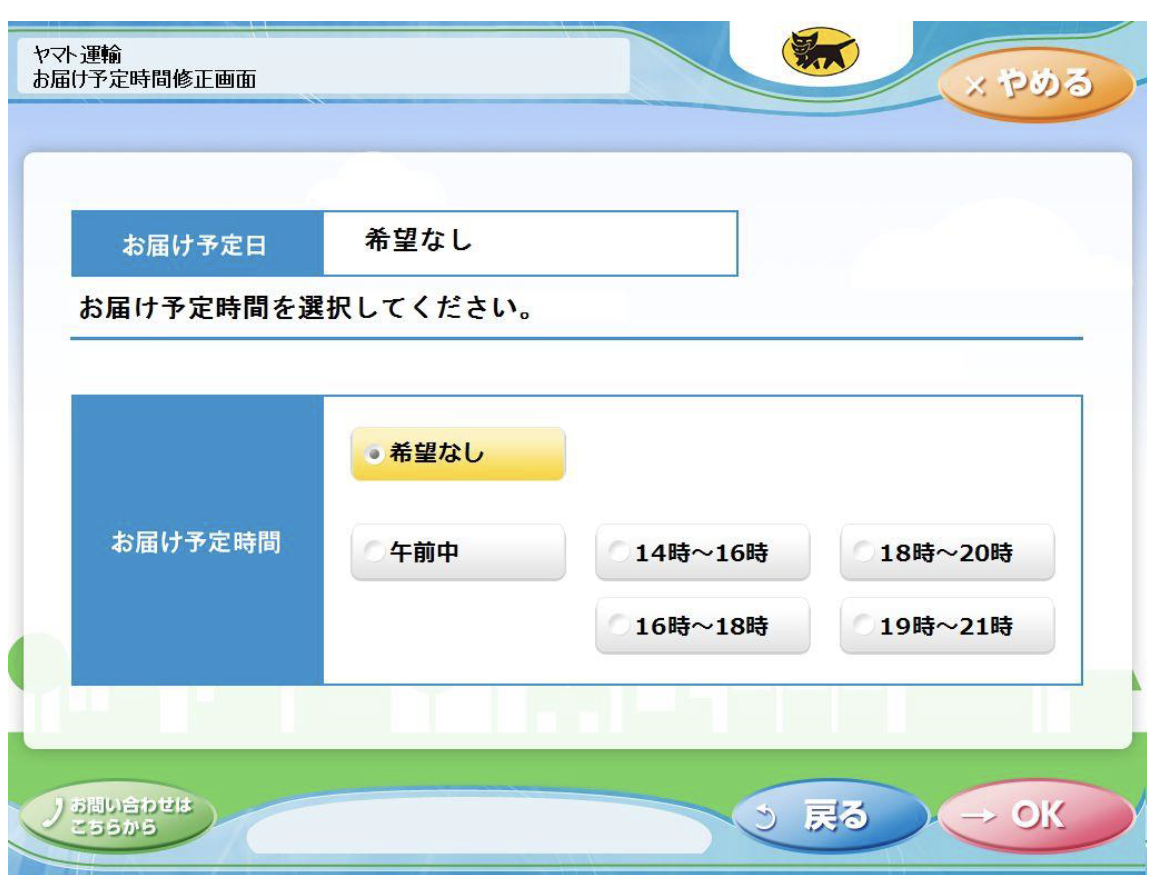 ヤマト運輸
お届け予定時間修正画面
× やめる
お届け予定日 希望なし
お届け予定時間を選択してください。
お届け予定時間
希望なし
午前中 14時～16時 18時～20時
16時～18時 19時～21時
お問い合わせは
こちらから
戻る → OK